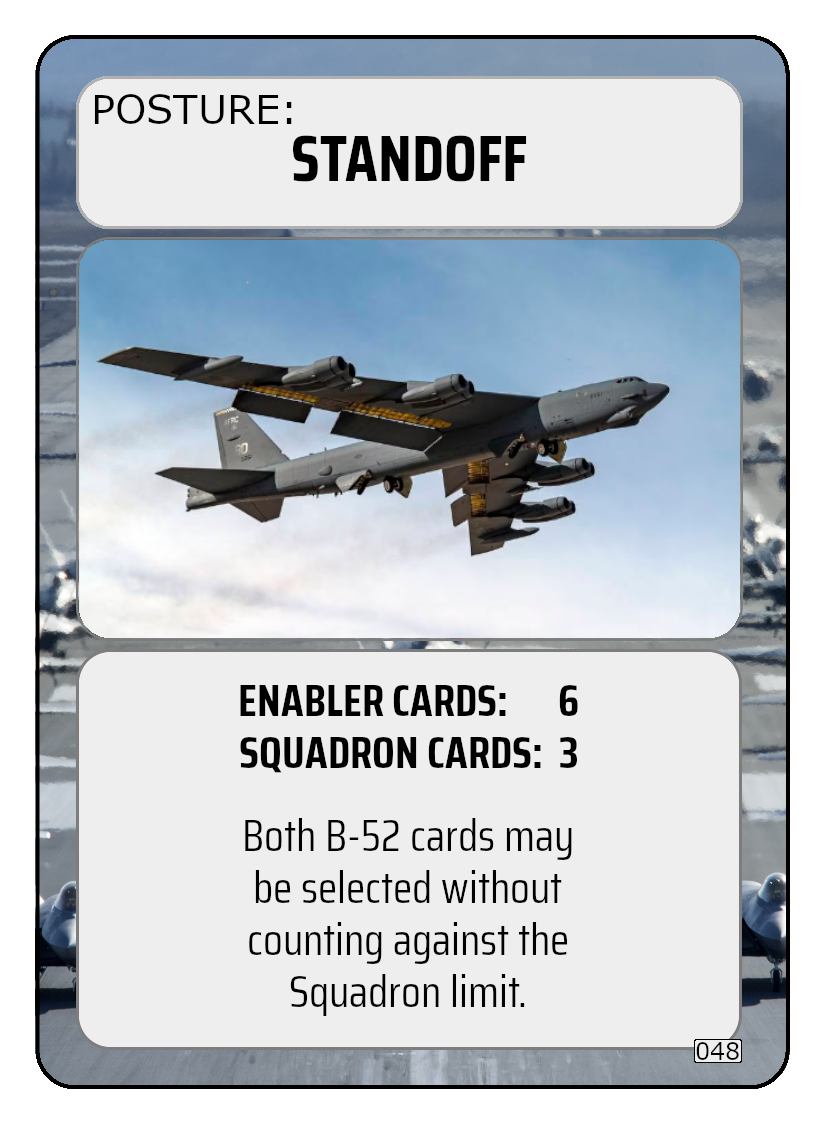 POSTURE:
STANDOFF
ENABLER CARDS: 6
SQUADRON CARDS: 3
Both B-52 cards may
be selected without
counting against the
Squadron limit.
048